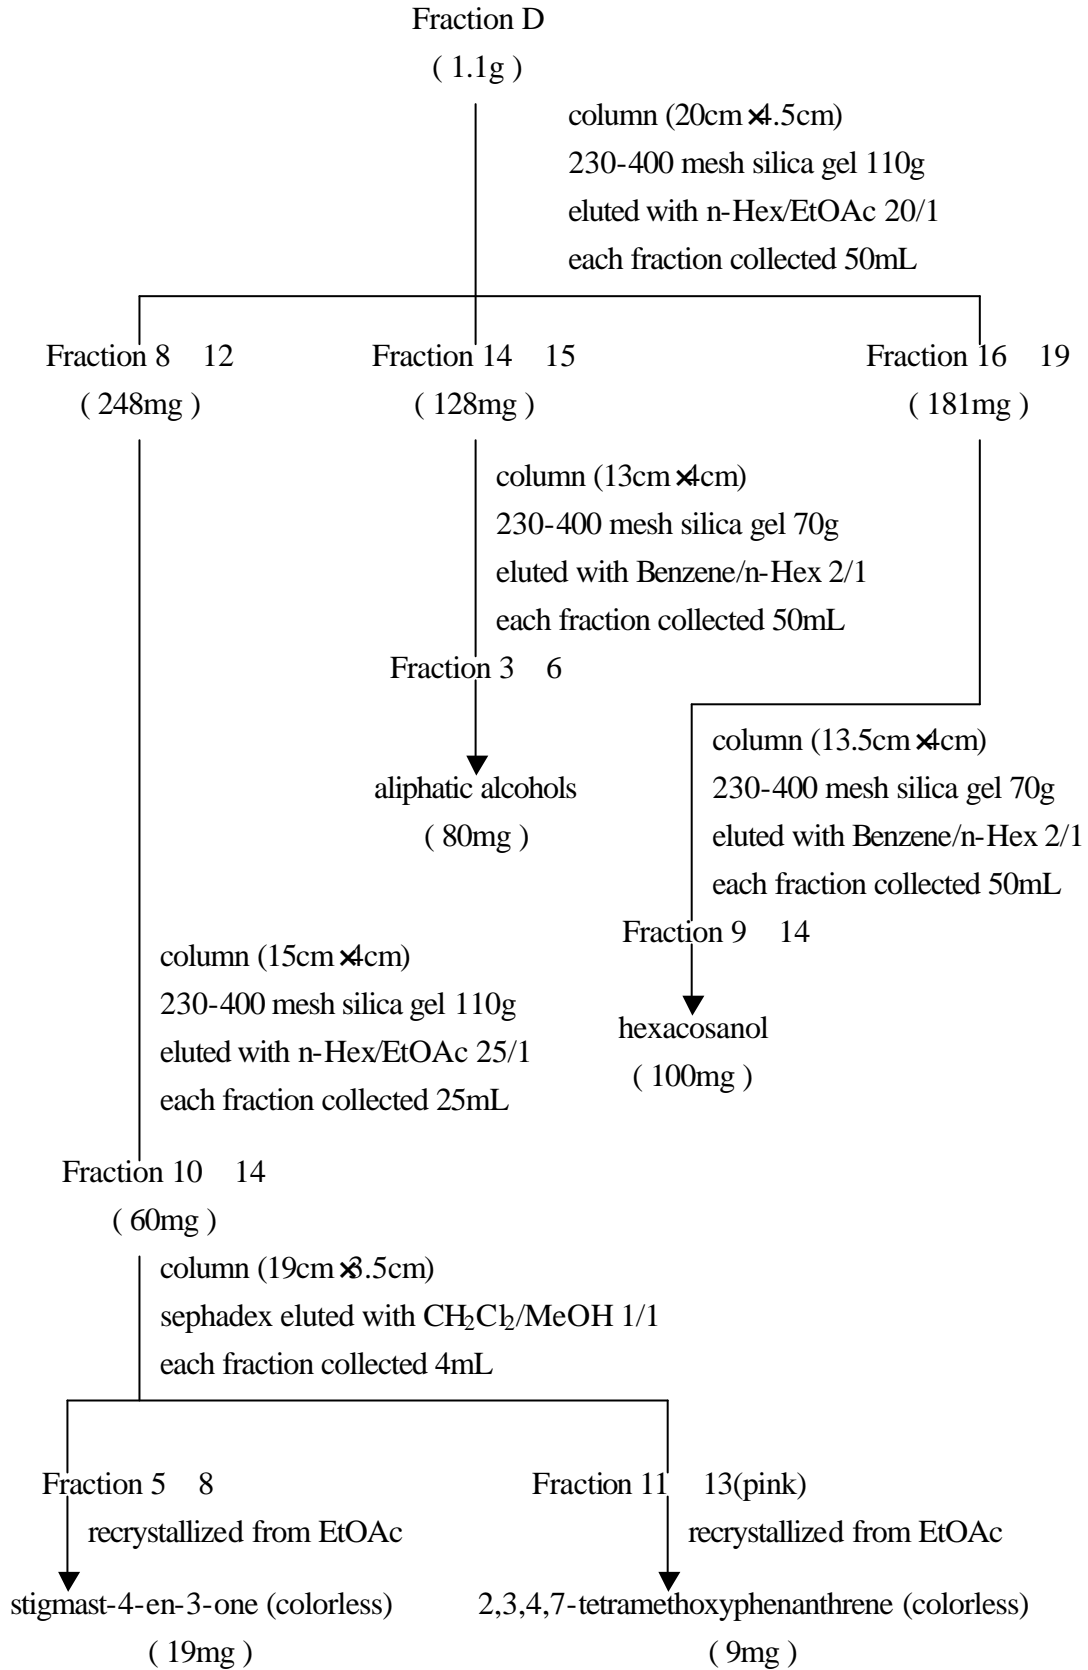 Fraction D
( 1.1g )
column (20cm ×4.5cm)
230-400 mesh silica gel 110g
eluted with n-Hex/EtOAc 20/1
each fraction collected 50mL
Fraction 8 12
( 248mg )
Fraction 14 15
( 128mg )
Fraction 16 19
( 181mg )
column (13cm ×4cm)
230-400 mesh silica gel 70g
eluted with Benzene/n-Hex 2/1
each fraction collected 50mL
Fraction 3 6
aliphatic alcohols
( 80mg )
column (13.5cm ×4cm)
230-400 mesh silica gel 70g
eluted with Benzene/n-Hex 2/1
each fraction collected 50mL
Fraction 9 14
hexacosanol
( 100mg )
column (15cm ×4cm)
230-400 mesh silica gel 110g
eluted with n-Hex/EtOAc 25/1
each fraction collected 25mL
Fraction 10 14
( 60mg )
column (19cm ×3.5cm)
sephadex eluted with CH₂Cl₂/MeOH 1/1
each fraction collected 4mL
Fraction 5 8
recrystallized from EtOAc
stigmast-4-en-3-one (colorless)
( 19mg )
Fraction 11 13(pink)
recrystallized from EtOAc
2,3,4,7-tetramethoxyphenanthrene (colorless)
( 9mg )